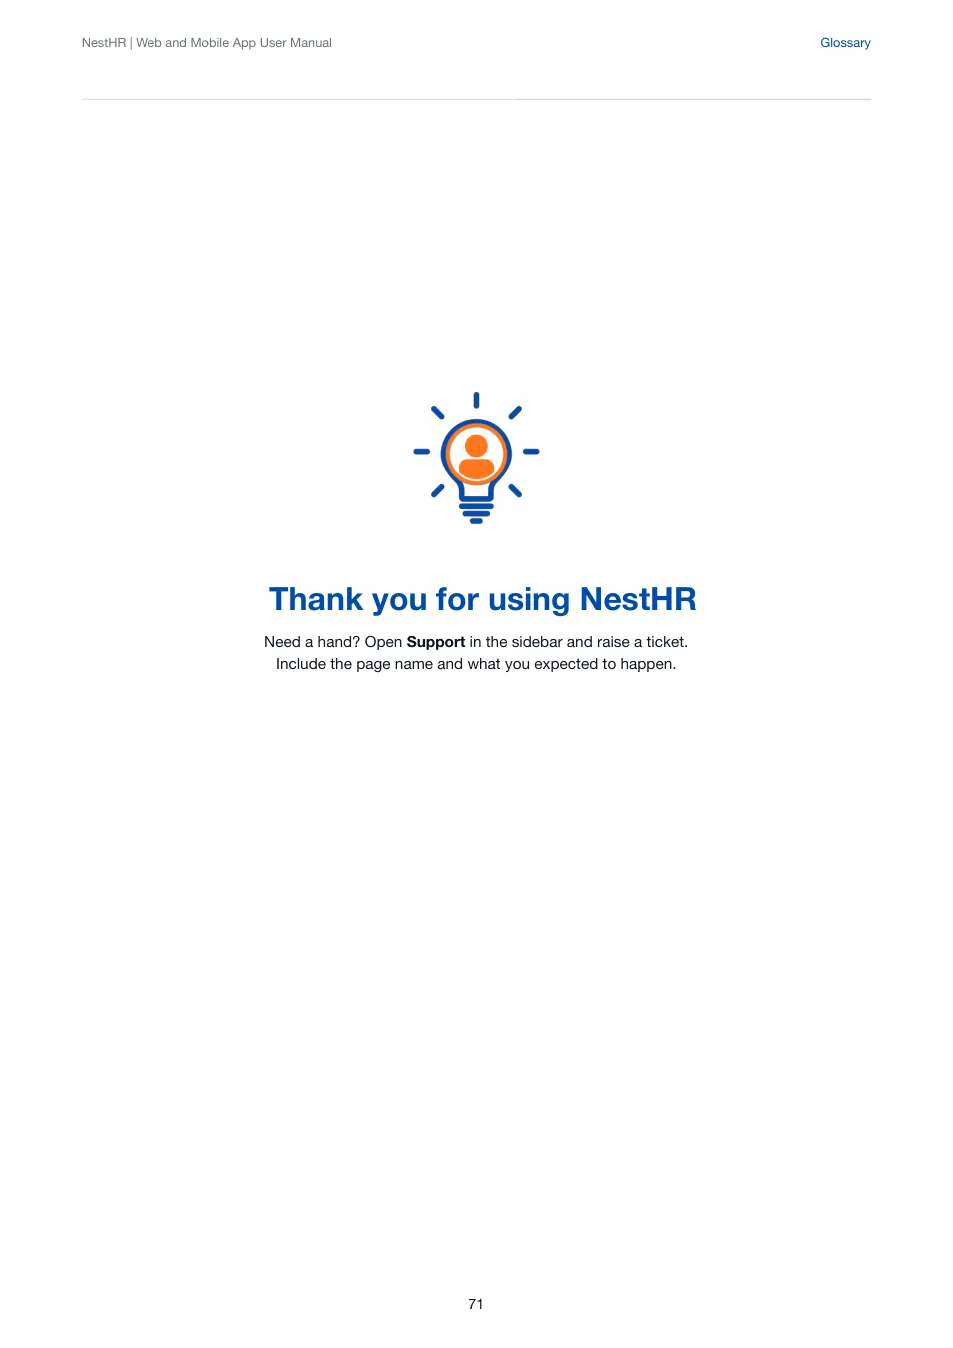 NestHR | Web and Mobile App User Manual
Glossary
Thank you for using NestHR
Need a hand? Open Support in the sidebar and raise a ticket.
Include the page name and what you expected to happen.
71